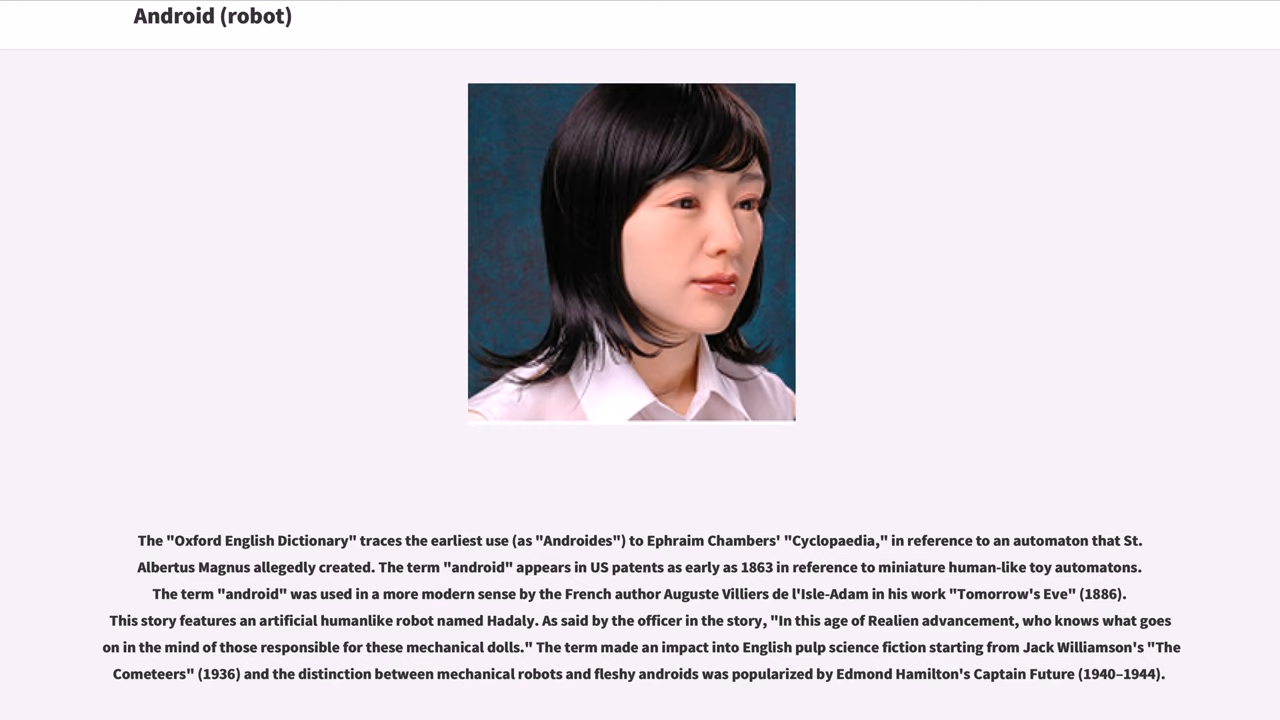 Android (robot)
The "Oxford English Dictionary" traces the earliest use (as "Androides") to Ephraim Chambers' "Cyclopaedia," in reference to an automaton that St.
Albertus Magnus allegedly created. The term "android" appears in US patents as early as 1863 in reference to miniature human-like toy automatons.
The term "android" was used in a more modern sense by the French author Auguste Villiers de l'Isle-Adam in his work "Tomorrow's Eve" (1886).
This story features an artificial humanlike robot named Hadaly. As said by the officer in the story, "In this age of Realien advancement, who knows what goes
on in the mind of those responsible for these mechanical dolls." The term made an impact into English pulp science fiction starting from Jack Williamson's "The
Cometeers" (1936) and the distinction between mechanical robots and fleshy androids was popularized by Edmond Hamilton's Captain Future (1940–1944).